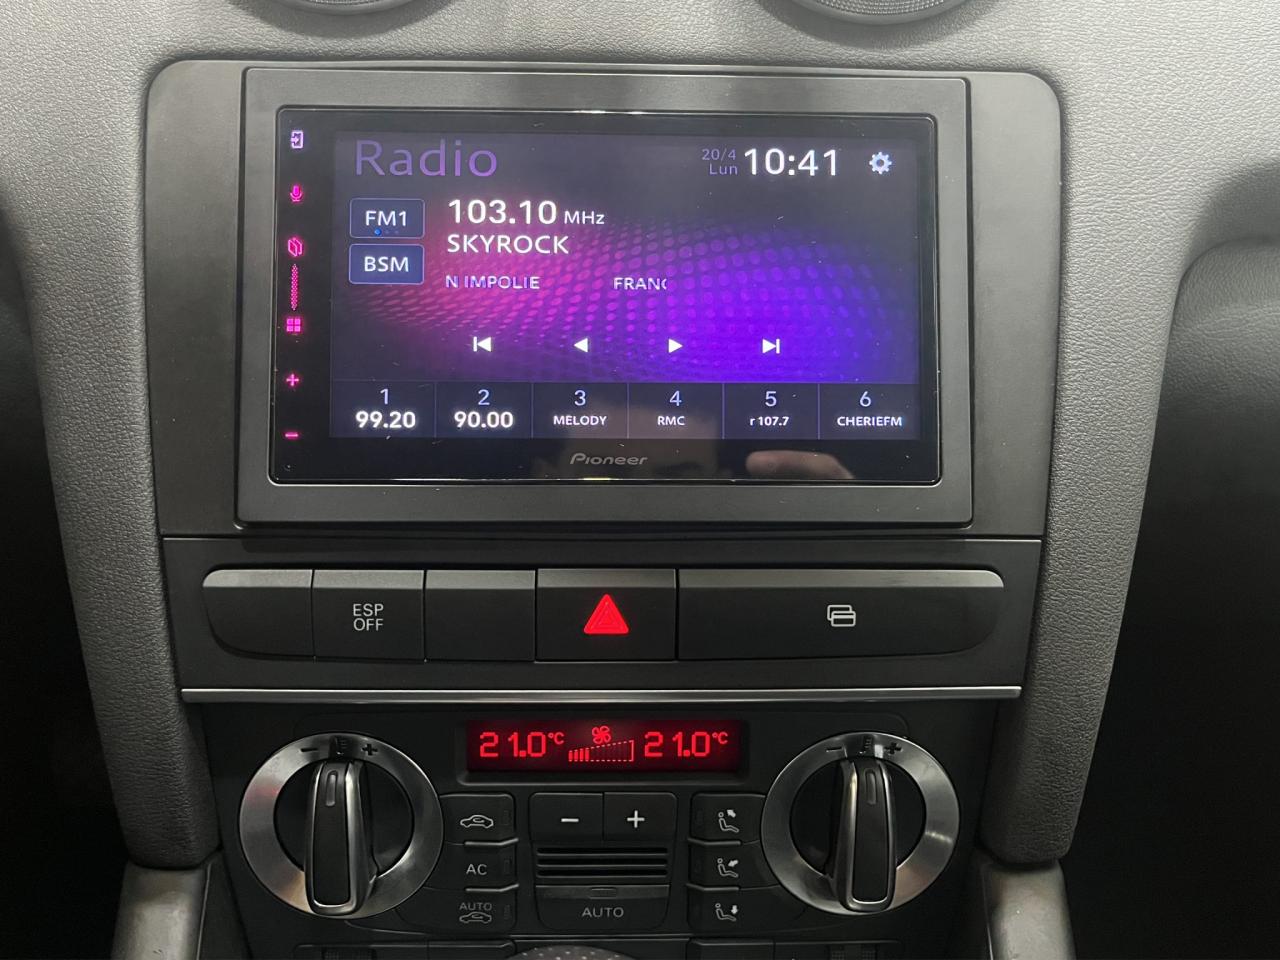 Radio
20/4
Lun
10:41
FM1
103.10 MHz
SKYROCK
BSM
N IMPOLIE FRANC
1 2 3 4 5 6
99.20 90.00 MELODY RMC r 107.7 CHERIEFM
Pioneer
ESP
OFF
21.0°C 21.0°C
- + - +
- +
AC
AUTO
AUTO